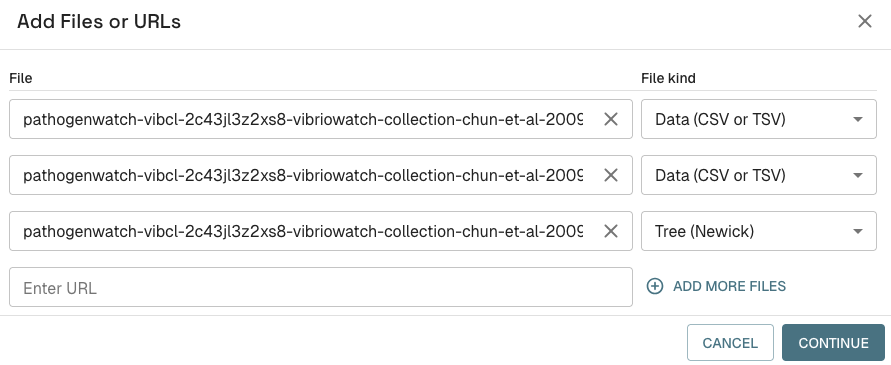 Add Files or URLs
File File kind
pathogenwatch-vibcl-2c43jl3z2xs8-vibriowatch-collection-chun-et-al-2009 Data (CSV or TSV)
pathogenwatch-vibcl-2c43jl3z2xs8-vibriowatch-collection-chun-et-al-2009 Data (CSV or TSV)
pathogenwatch-vibcl-2c43jl3z2xs8-vibriowatch-collection-chun-et-al-2009 Tree (Newick)
Enter URL ADD MORE FILES
CANCEL CONTINUE